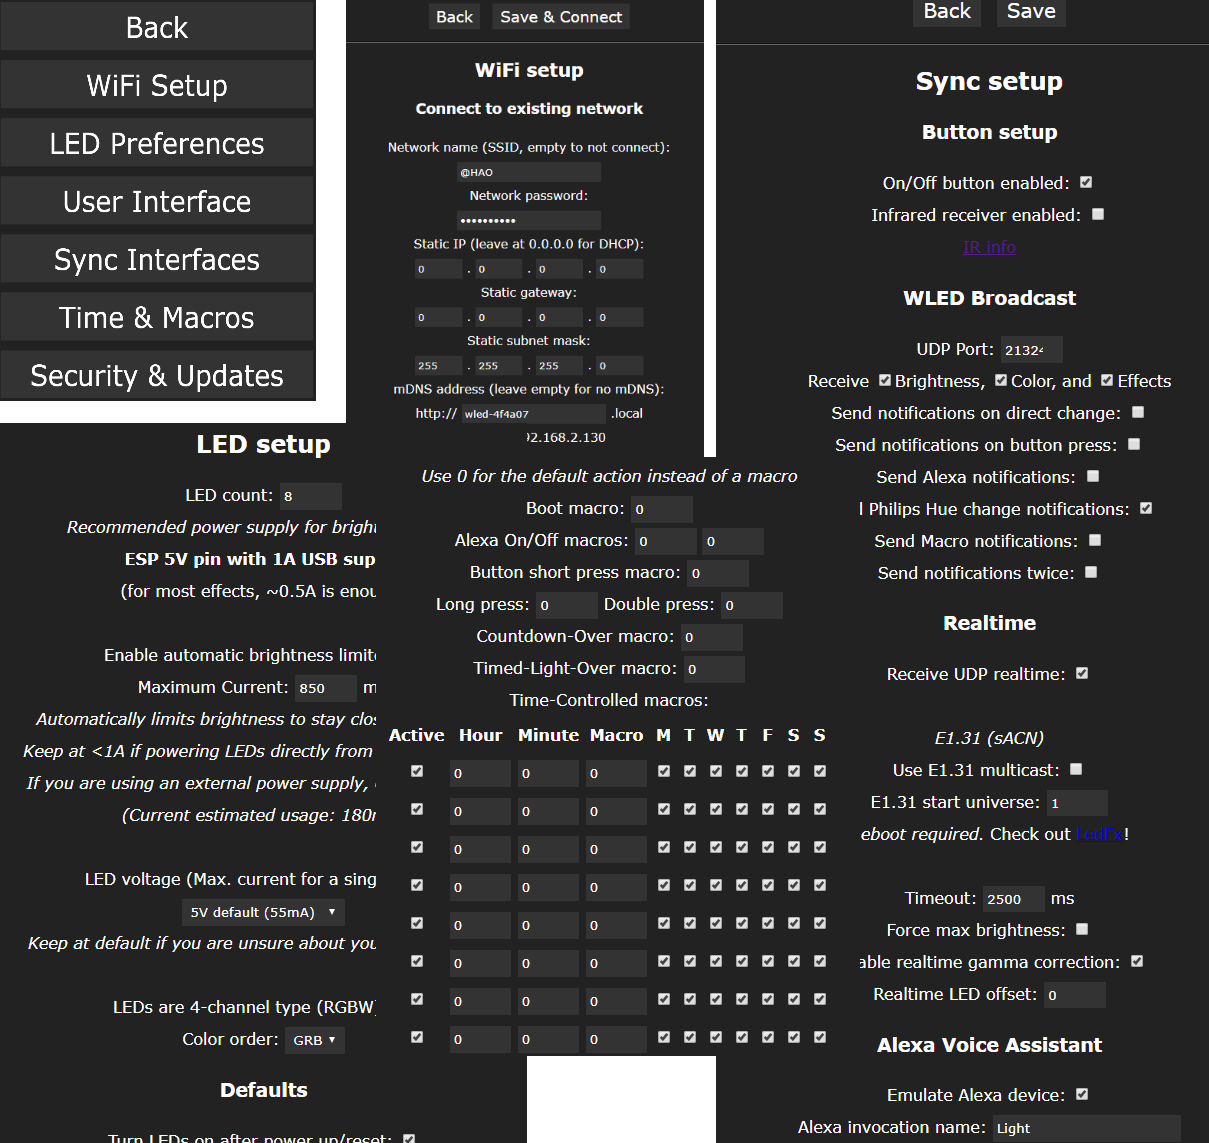 Back
WiFi Setup
LED Preferences
User Interface
Sync Interfaces
Time & Macros
Security & Updates
Back Save & Connect
WiFi setup
Connect to existing network
Network name (SSID, empty to not connect):
@HAO
Network password:
••••••••••
Static IP (leave at 0.0.0.0 for DHCP):
0 . 0 . 0 . 0
Static gateway:
0 . 0 . 0 . 0
Static subnet mask:
255 . 255 . 255 . 0
mDNS address (leave empty for no mDNS):
http:// wled-4f4a07 .local
92.168.2.130
LED setup
LED count: 8
Recommended power supply for bright
ESP 5V pin with 1A USB sup
(for most effects, ~0.5A is enou
Enable automatic brightness limite
Maximum Current: 850 m
Automatically limits brightness to stay clos
Keep at <1A if powering LEDs directly from
If you are using an external power supply,
(Current estimated usage: 180m
LED voltage (Max. current for a sing
5V default (55mA)
Keep at default if you are unsure about you
LEDs are 4-channel type (RGBW)
Color order: GRB
Defaults
Turn LEDs on after power up/reset:
Use 0 for the default action instead of a macro
Boot macro: 0
Alexa On/Off macros: 0 0
Button short press macro: 0
Long press: 0 Double press: 0
Countdown-Over macro: 0
Timed-Light-Over macro: 0
Time-Controlled macros:
Active Hour Minute Macro M T W T F S S
0 0 0
0 0 0
0 0 0
0 0 0
0 0 0
0 0 0
0 0 0
0 0 0
Back Save
Sync setup
Button setup
On/Off button enabled:
Infrared receiver enabled:
IR info
WLED Broadcast
UDP Port: 21324
Receive Brightness, Color, and Effects
Send notifications on direct change:
Send notifications on button press:
Send Alexa notifications:
l Philips Hue change notifications:
Send Macro notifications:
Send notifications twice:
Realtime
Receive UDP realtime:
E1.31 (sACN)
Use E1.31 multicast:
E1.31 start universe: 1
eboot required. Check out LedFx!
Timeout: 2500 ms
Force max brightness:
able realtime gamma correction:
Realtime LED offset: 0
Alexa Voice Assistant
Emulate Alexa device:
Alexa invocation name: Light